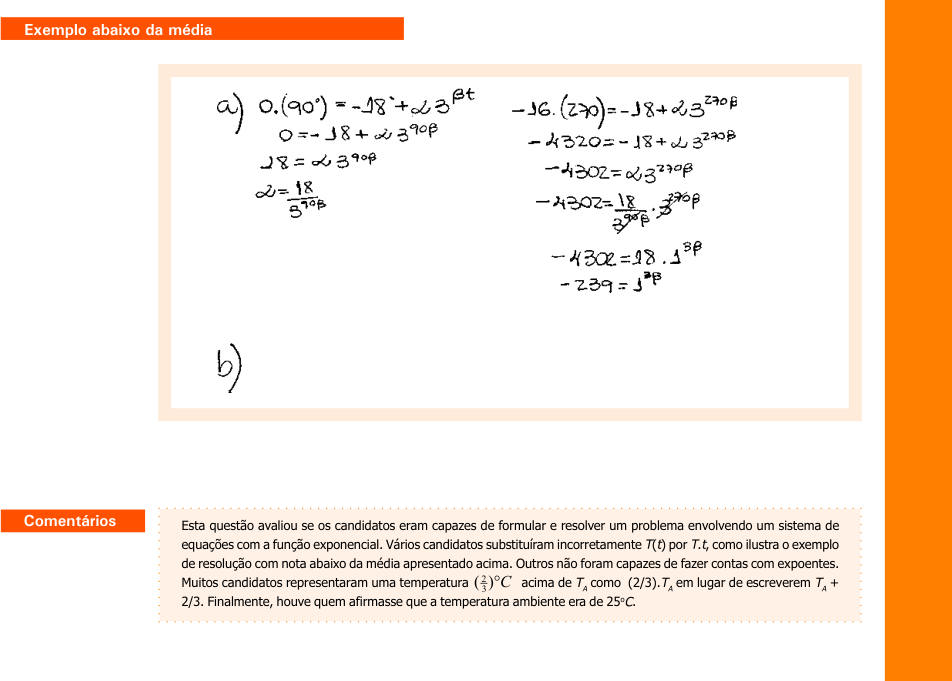 Exemplo abaixo da média
a) 0.(90°) = -18° + α 3^βt
0 = - 18 + α 3^90β
18 = α 3^90β
α = 18/3^90β
-16.(270) = -18 + α 3^270β
- 4320 = - 18 + α 3^270β
- 4302 = α 3^270β
- 4302 = 18/3^90β . 3^270β
- 4302 = 18 . 1^3β
- 239 = 1^3β
b)
Comentários
Esta questão avaliou se os candidatos eram capazes de formular e resolver um problema envolvendo um sistema de
equações com a função exponencial. Vários candidatos substituíram incorretamente T(t) por T.t, como ilustra o exemplo
de resolução com nota abaixo da média apresentado acima. Outros não foram capazes de fazer contas com expoentes.
Muitos candidatos representaram uma temperatura (2/3)°C acima de T_A como (2/3).T_A em lugar de escreverem T_A +
2/3. Finalmente, houve quem afirmasse que a temperatura ambiente era de 25°C.